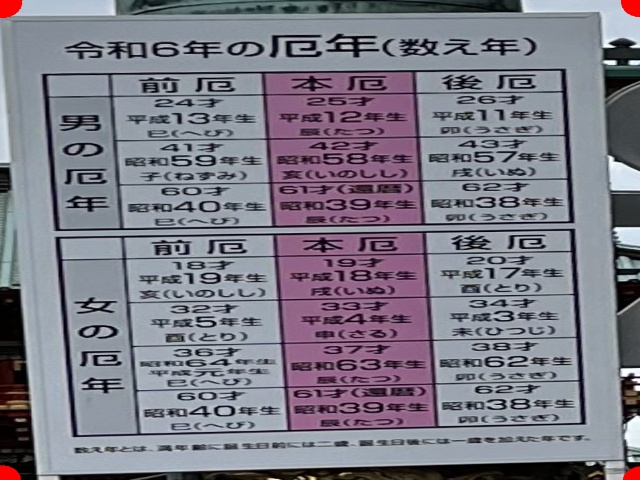 令和6年の厄年(数え年)
前厄 本厄 後厄
男の厄年
24才 25才 26才
平成13年生 平成12年生 平成11年生
巳(へび) 辰(たつ) 卯(うさぎ)
41才 42才 43才
昭和59年生 昭和58年生 昭和57年生
子(ねずみ) 亥(いのしし) 戌(いぬ)
60才 61才(還暦) 62才
昭和40年生 昭和39年生 昭和38年生
巳(へび) 辰(たつ) 卯(うさぎ)
前厄 本厄 後厄
女の厄年
18才 19才 20才
平成19年生 平成18年生 平成17年生
亥(いのしし) 戌(いぬ) 酉(とり)
32才 33才 34才
平成5年生 平成4年生 平成3年生
酉(とり) 申(さる) 未(ひつじ)
36才 37才 38才
昭和64年生 昭和63年生 昭和62年生
平成元年生
巳(へび) 辰(たつ) 卯(うさぎ)
60才 61才(還暦) 62才
昭和40年生 昭和39年生 昭和38年生
巳(へび) 辰(たつ) 卯(うさぎ)
数え年とは、満年齢に誕生日前には二歳、誕生日後には一歳を加えた年です。